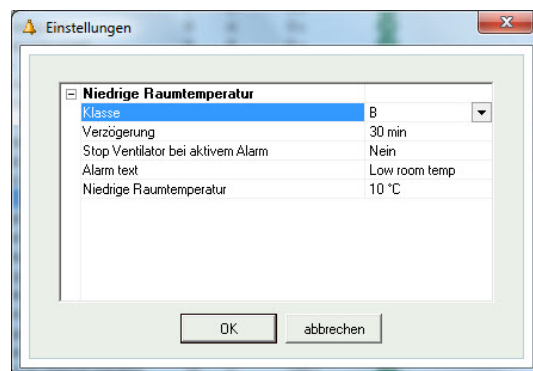 Einstellungen
Niedrige Raumtemperatur
Klasse B
Verzögerung 30 min
Stop Ventilator bei aktivem Alarm Nein
Alarm text Low room temp
Niedrige Raumtemperatur 10 °C
OK abbrechen